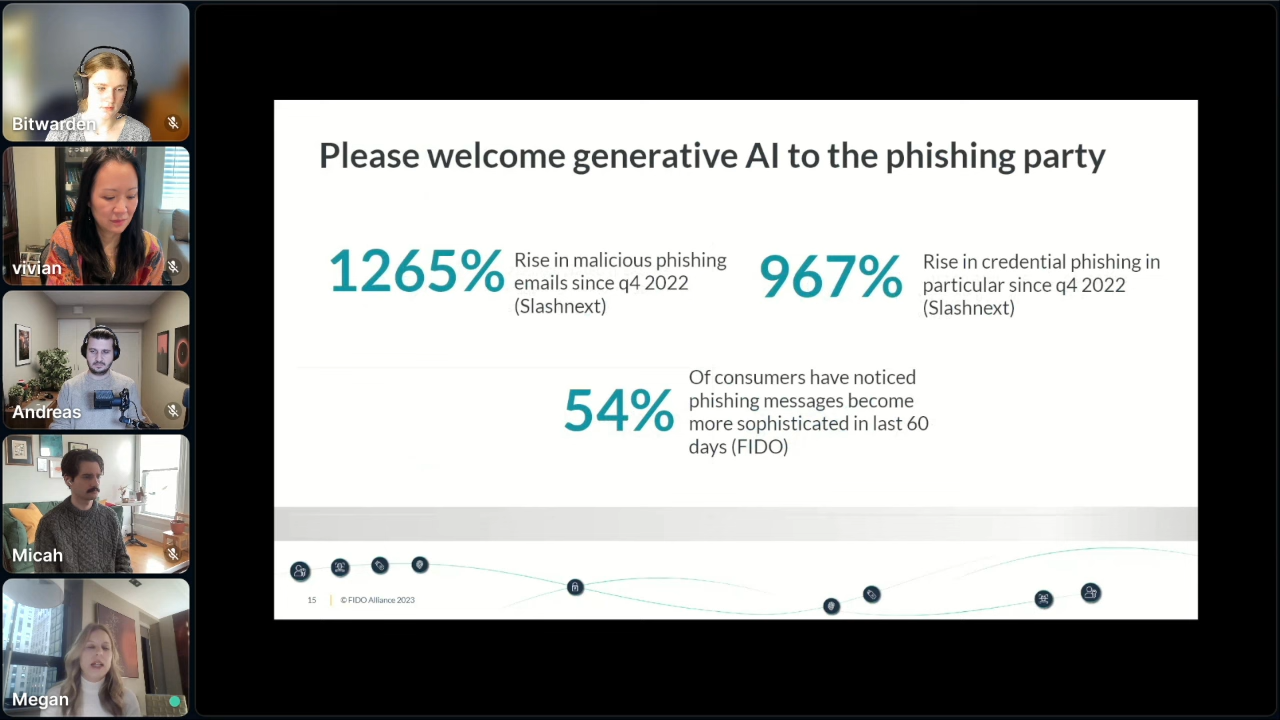 Bitwarden
vivian
Andreas
Micah
Megan
Please welcome generative AI to the phishing party
1265%
Rise in malicious phishing
emails since q4 2022
(Slashnext)
967%
Rise in credential phishing in
particular since q4 2022
(Slashnext)
54%
Of consumers have noticed
phishing messages become
more sophisticated in last 60
days (FIDO)
15
© FIDO Alliance 2023